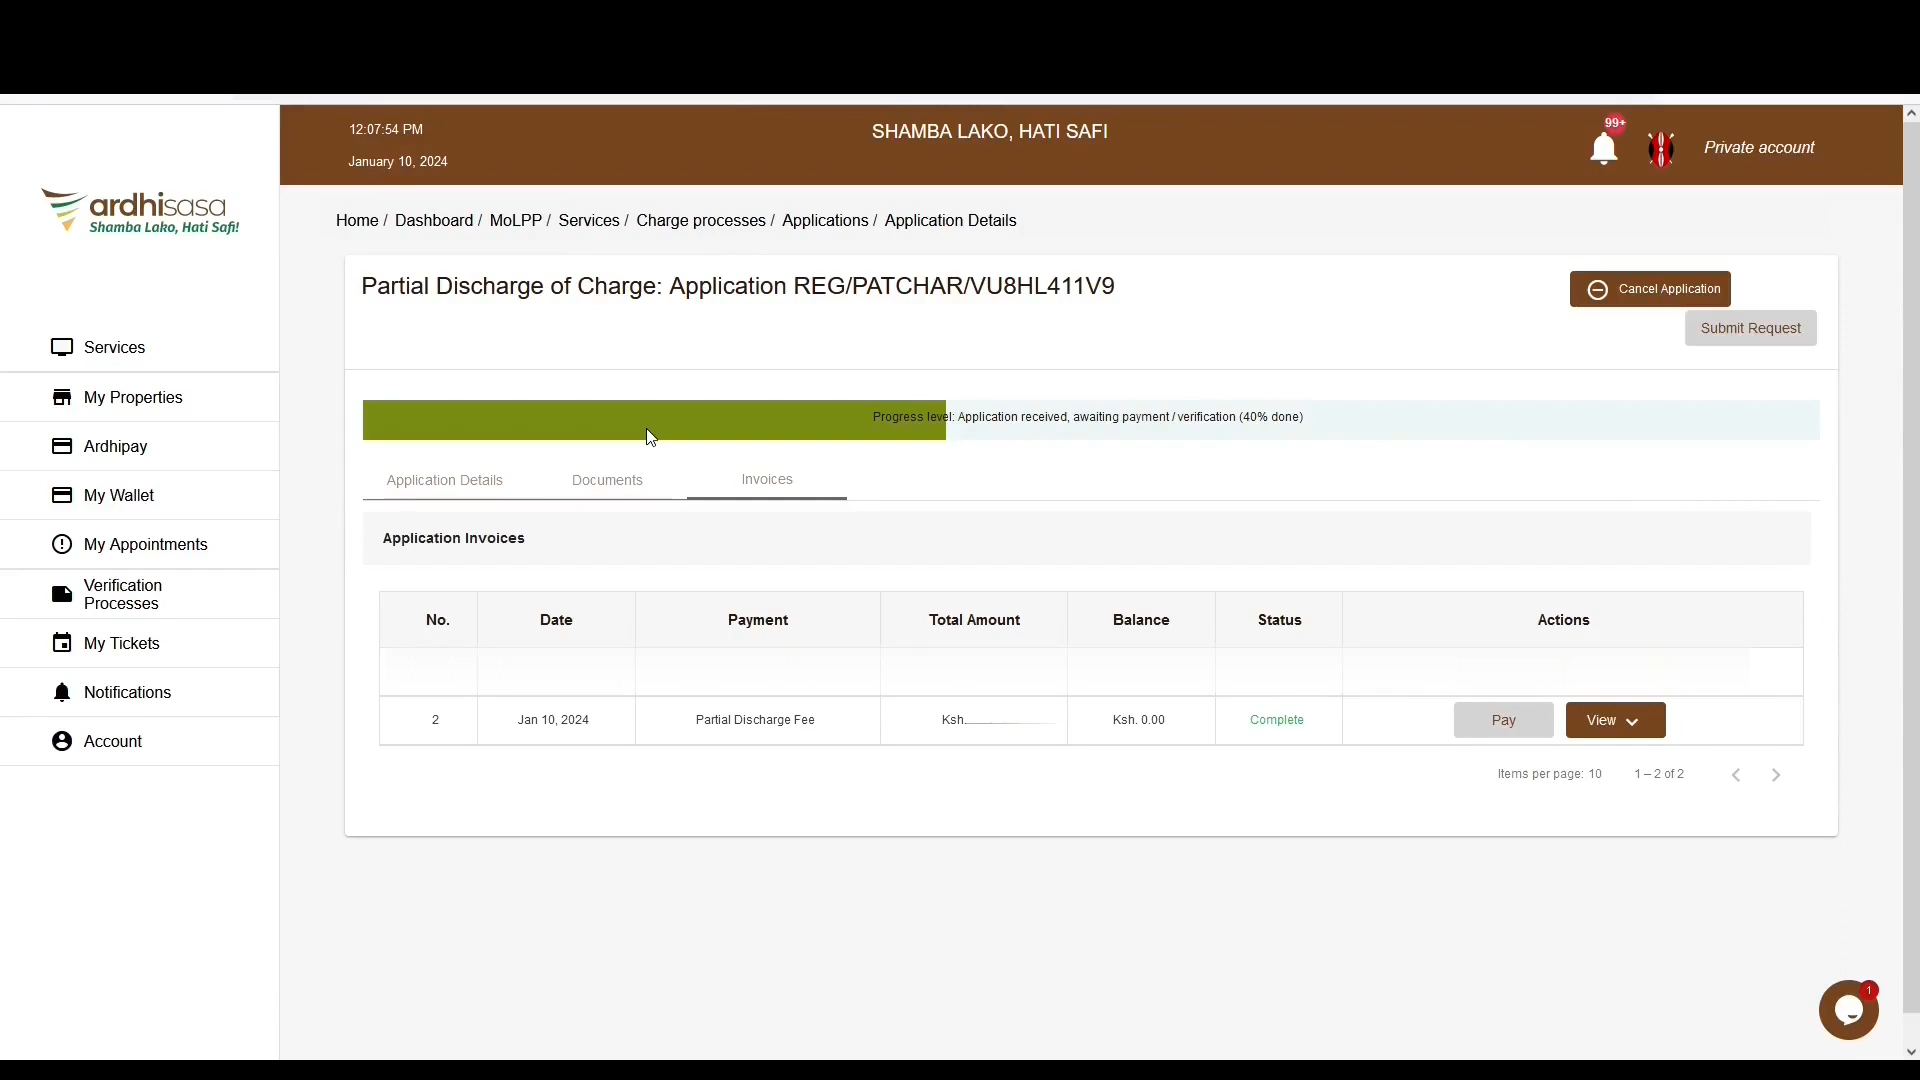 12:07:54 PM
January 10, 2024
SHAMBA LAKO, HATI SAFI
99+
Private account
ardhisasa
Shamba Lako, Hati Safi!
Services
My Properties
Ardhipay
My Wallet
My Appointments
Verification
Processes
My Tickets
Notifications
Account
Home / Dashboard / MoLPP / Services / Charge processes / Applications / Application Details
Partial Discharge of Charge: Application REG/PATCHAR/VU8HL411V9
Cancel Application
Submit Request
Progress level: Application received, awaiting payment / verification (40% done)
Application Details Documents Invoices
Application Invoices
No. Date Payment Total Amount Balance Status Actions
2 Jan 10, 2024 Partial Discharge Fee Ksh. Ksh. 0.00 Complete Pay View
Items per page: 10 1 – 2 of 2
1